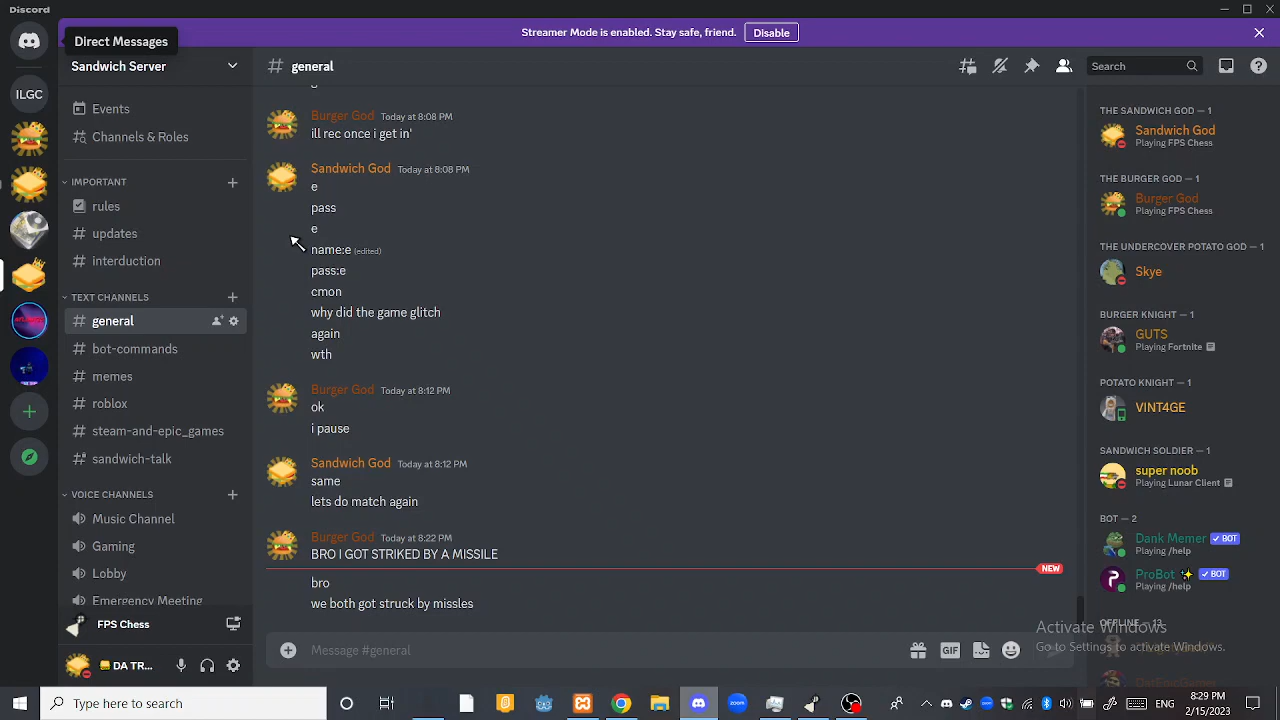 Discord
Streamer Mode is enabled. Stay safe, friend.
Disable
Direct Messages
Sandwich Server
general
Search
ILGC
Events
Channels & Roles
IMPORTANT
rules
updates
interduction
TEXT CHANNELS
general
bot-commands
memes
roblox
steam-and-epic_games
sandwich-talk
VOICE CHANNELS
Music Channel
Gaming
Lobby
Emergency Meeting
FPS Chess
DA TR...
Burger God Today at 8:08 PM
ill rec once i get in'
Sandwich God Today at 8:08 PM
e
pass
e
name:e (edited)
pass:e
cmon
why did the game glitch
again
wth
Burger God Today at 8:12 PM
ok
i pause
Sandwich God Today at 8:12 PM
same
lets do match again
Burger God Today at 8:22 PM
BRO I GOT STRIKED BY A MISSILE
NEW
bro
we both got struck by missles
Message #general
GIF
THE SANDWICH GOD — 1
Sandwich God
Playing FPS Chess
THE BURGER GOD — 1
Burger God
Playing FPS Chess
THE UNDERCOVER POTATO GOD — 1
Skye
BURGER KNIGHT — 1
GUTS
Playing Fortnite
POTATO KNIGHT — 1
VINT4GE
SANDWICH SOLDIER — 1
super noob
Playing Lunar Client
BOT — 2
Dank Memer BOT
Playing /help
ProBot BOT
Playing /help
OFFLINE — 13
DatEpicGamer
Activate Windows
Go to Settings to activate Windows.
Type here to search
ENG
8:29 PM
2/15/2023